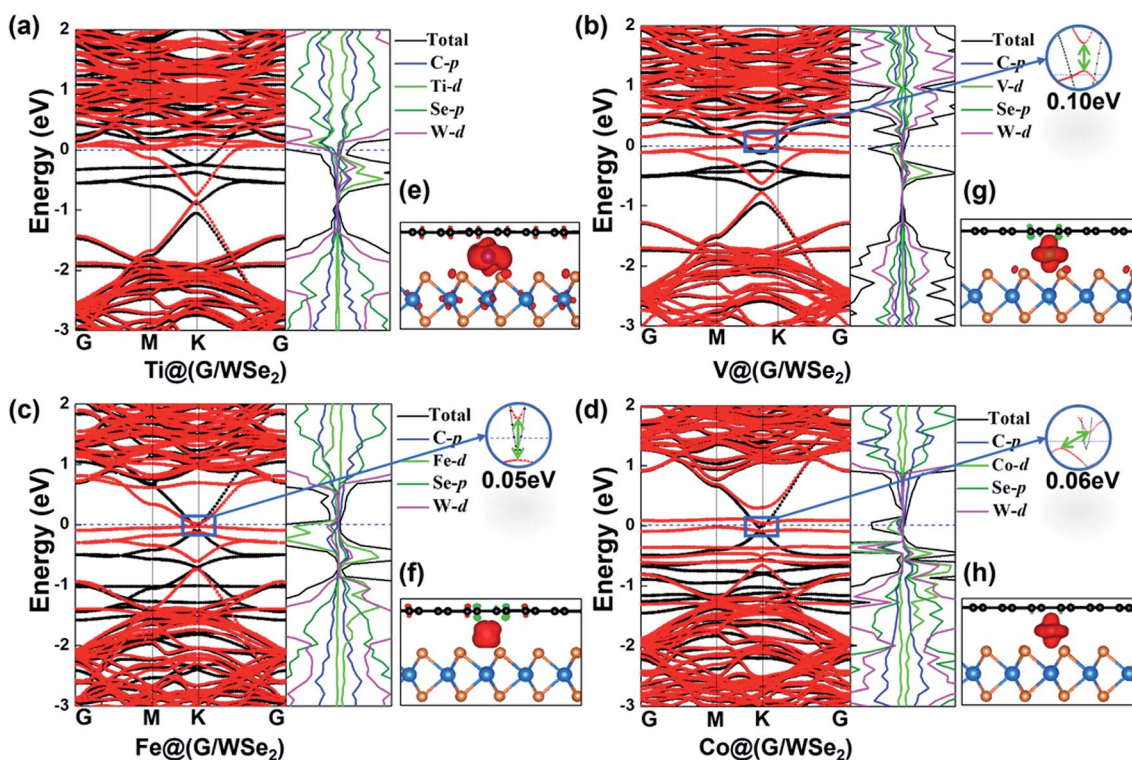 (a)
2
1
0
-1
-2
-3
Energy (eV)
G M K G
Ti@(G/WSe₂)
Total
C-p
Ti-d
Se-p
W-d
(e)
(b)
2
1
0
-1
-2
-3
Energy (eV)
G M K G
V@(G/WSe₂)
Total
C-p
V-d
Se-p
W-d
0.10eV
(g)
(c)
2
1
0
-1
-2
-3
Energy (eV)
G M K G
Fe@(G/WSe₂)
Total
C-p
Fe-d
Se-p
W-d
0.05eV
(f)
(d)
2
1
0
-1
-2
-3
Energy (eV)
G M K G
Co@(G/WSe₂)
Total
C-p
Co-d
Se-p
W-d
0.06eV
(h)